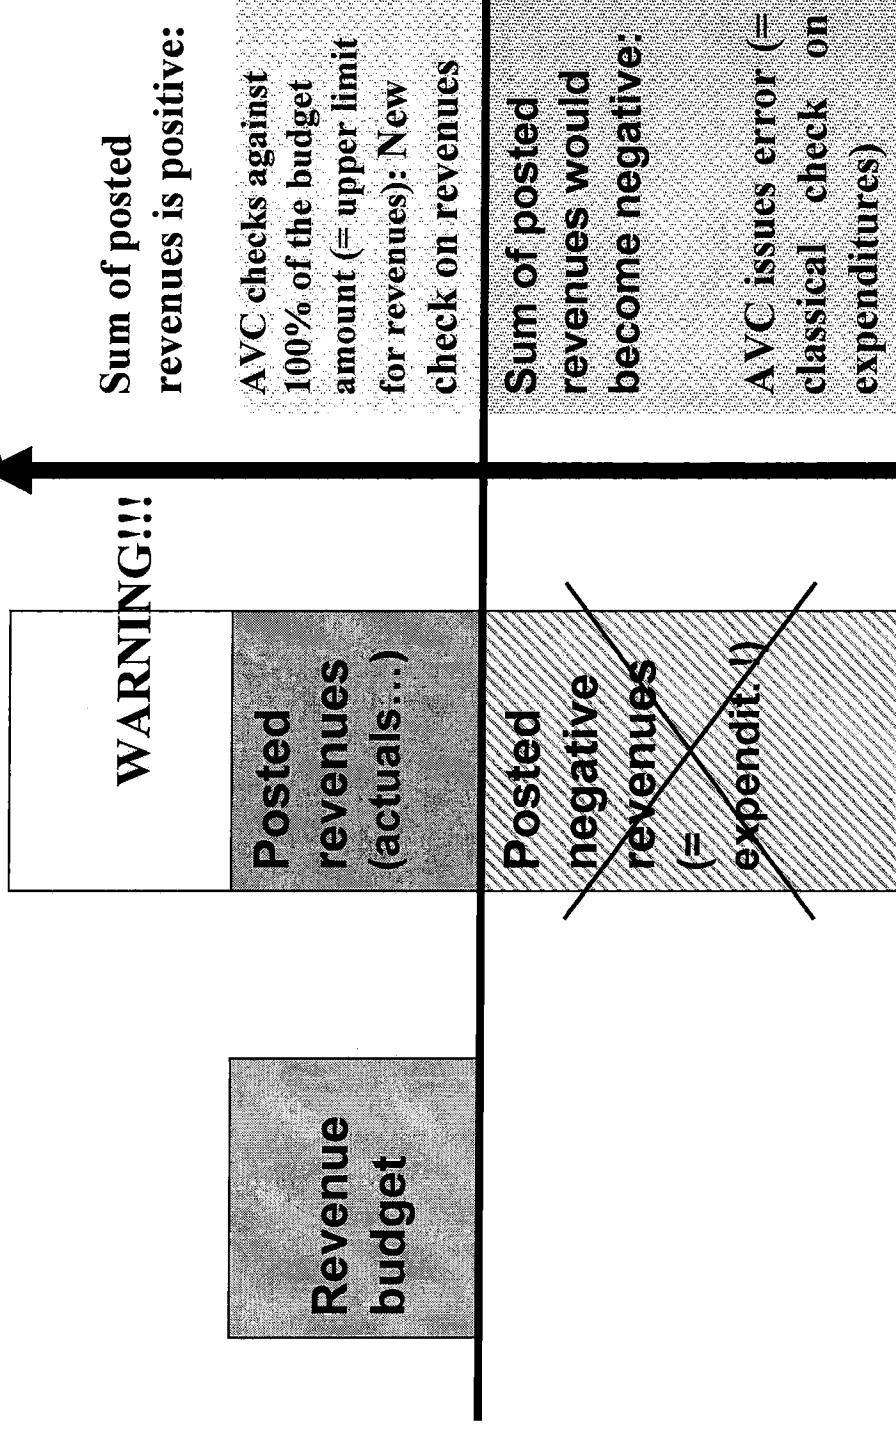 Sum of posted
revenues is positive:
AVC checks against
100% of the budget
amount (= upper limit
for revenues): New
check on revenues
Sum of posted
revenues would
become negative:
AVC issues error (=
classical check on
expenditures)
WARNING!!!
Posted
revenues
(actuals...)
Posted
negative
revenues
(=
expendit. !)
Revenue
budget